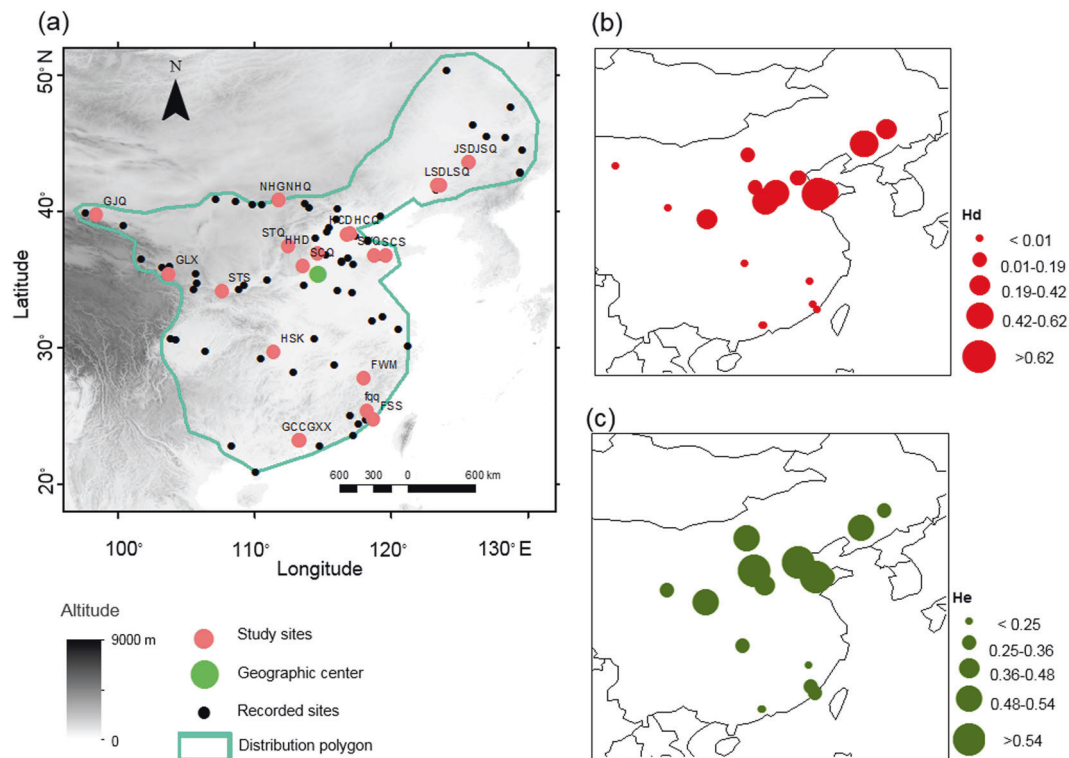 (a)
N
50°
40°
30°
20°
Latitude
GJQ
GLX
NHGNHQ
STQ
HHD
SCQ
STS
JSDJSQ
LSDLSQ
HSK
FWM
fqq
FSS
GCCGXX
600 300 0 600 km
100° 110° 120° 130°E
Longitude
Altitude
9000 m
0
Study sites
Geographic center
Recorded sites
Distribution polygon
(b)
Hd
< 0.01
0.01-0.19
0.19-0.42
0.42-0.62
>0.62
(c)
He
< 0.25
0.25-0.36
0.36-0.48
0.48-0.54
>0.54